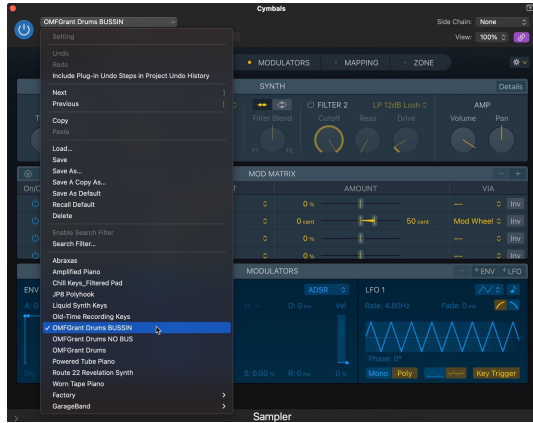 Cymbals
OMFGrant Drums BUSSIN
Side Chain: None
View: 100%
Setting
Undo
Redo
Include Plug-in Undo Steps in Project Undo History
Next ]
Previous [
Copy
Paste
Load...
Save
Save As...
Save A Copy As...
Save As Default
Recall Default
Delete
Enable Search Filter
Search Filter...
Abraxas
Amplified Piano
Chill Keys_Filtered Pad
JP8 Polyhook
Liquid Synth Keys
Old-Time Recording Keys
✓ OMFGrant Drums BUSSIN
OMFGrant Drums NO BUS
OMFGrant Drums
Powered Tube Piano
Route 22 Revelation Synth
Worn Tape Piano
Factory >
GarageBand >
MODULATORS MAPPING ZONE
SYNTH Details
FILTER 2 LP 12dB Lush AMP
Filter Blend Cutoff Reso Drive Volume Pan
MOD MATRIX - +
On/O AMOUNT VIA
0 % -- Inv
0 cent 50 cent Mod Wheel Inv
0 % -- Inv
MODULATORS - +ENV +LFO
ENV ADSR LFO 1
A: 0 D: 0 ms Vel Rate: 4.80Hz Fade: 0 ms
Phase: 0°
Dly S: 0.00 % R: 0 ms 0 % Mono Poly Key Trigger
Sampler